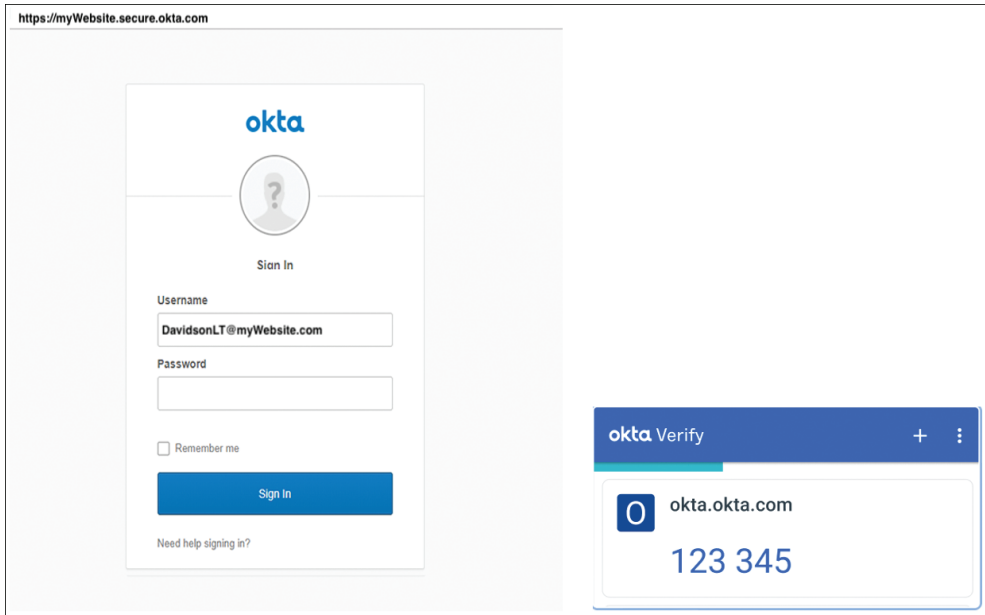 https://myWebsite.secure.okta.com
okta
?
Sign In
Username
DavidsonLT@myWebsite.com
Password
Remember me
Sign In
Need help signing in?
okta Verify
+
O
okta.okta.com
123 345